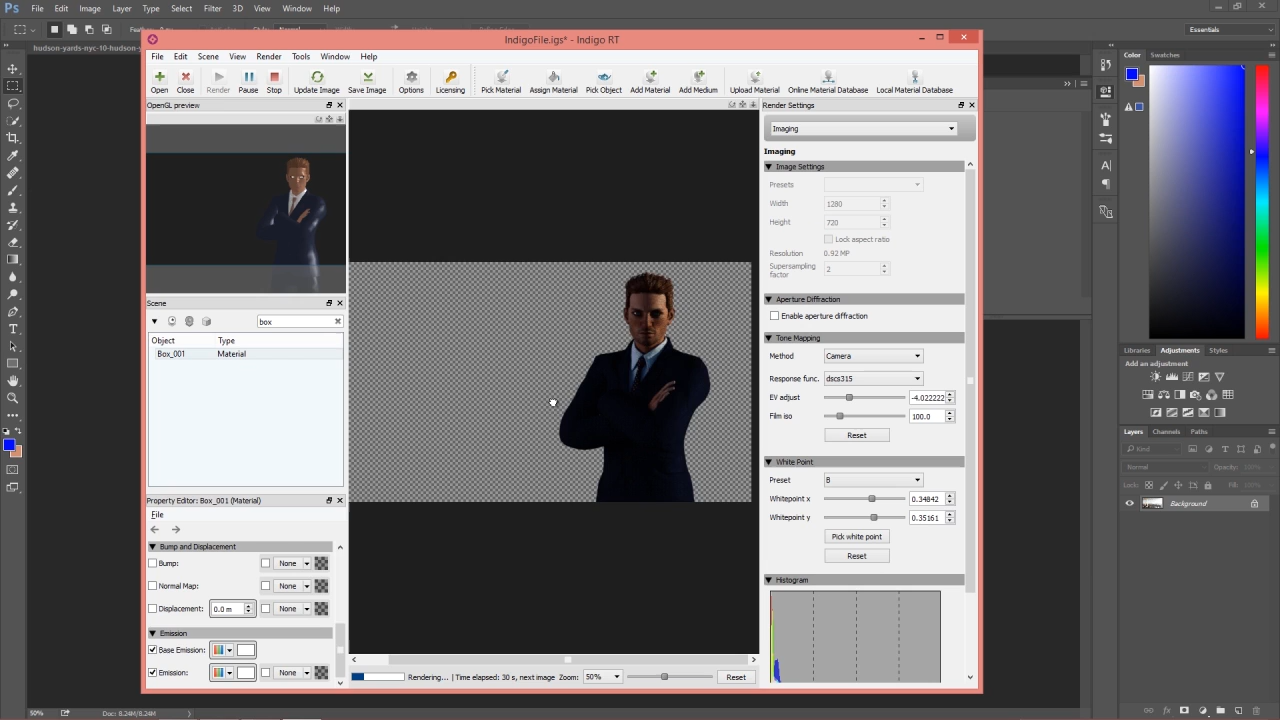 Ps File Edit Image Layer Type Select Filter 3D View Window Help
Essentials
hudson-yards-nyc-10-hudson-y
IndigoFile.igs* - Indigo RT
File Edit Scene View Render Tools Window Help
Open Close Render Pause Stop Update Image Save Image Options Licensing Pick Material Assign Material Pick Object Add Material Add Medium Upload Material Online Material Database Local Material Database
OpenGL preview
Scene
box
Object Type
Box_001 Material
Property Editor: Box_001 (Material)
File
Bump and Displacement
Bump: None
Normal Map: None
Displacement: 0.0 m None
Emission
Base Emission:
Emission:
Rendering... | Time elapsed: 30 s, next image Zoom: 50% Reset
Render Settings
Imaging
Imaging
Image Settings
Presets
Width 1280
Height 720
Lock aspect ratio
Resolution 0.92 MP
Supersampling
factor 2
Aperture Diffraction
Enable aperture diffraction
Tone Mapping
Method Camera
Response func. dscs315
EV adjust -4.022222
Film iso 100.0
Reset
White Point
Preset B
Whitepoint x 0.34842
Whitepoint y 0.35161
Pick white point
Reset
Histogram
Color Swatches
Libraries Adjustments Styles
Add an adjustment
Layers Channels Paths
Kind
Normal Opacity: 100%
Lock: Fill: 100%
Background
50% Doc: 8.24M/8.24M